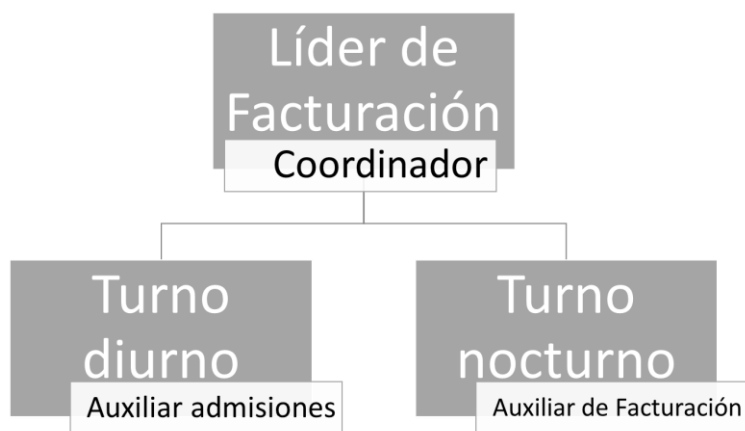 Líder de
Facturación
Coordinador
Turno
diurno
Auxiliar admisiones
Turno
nocturno
Auxiliar de Facturación